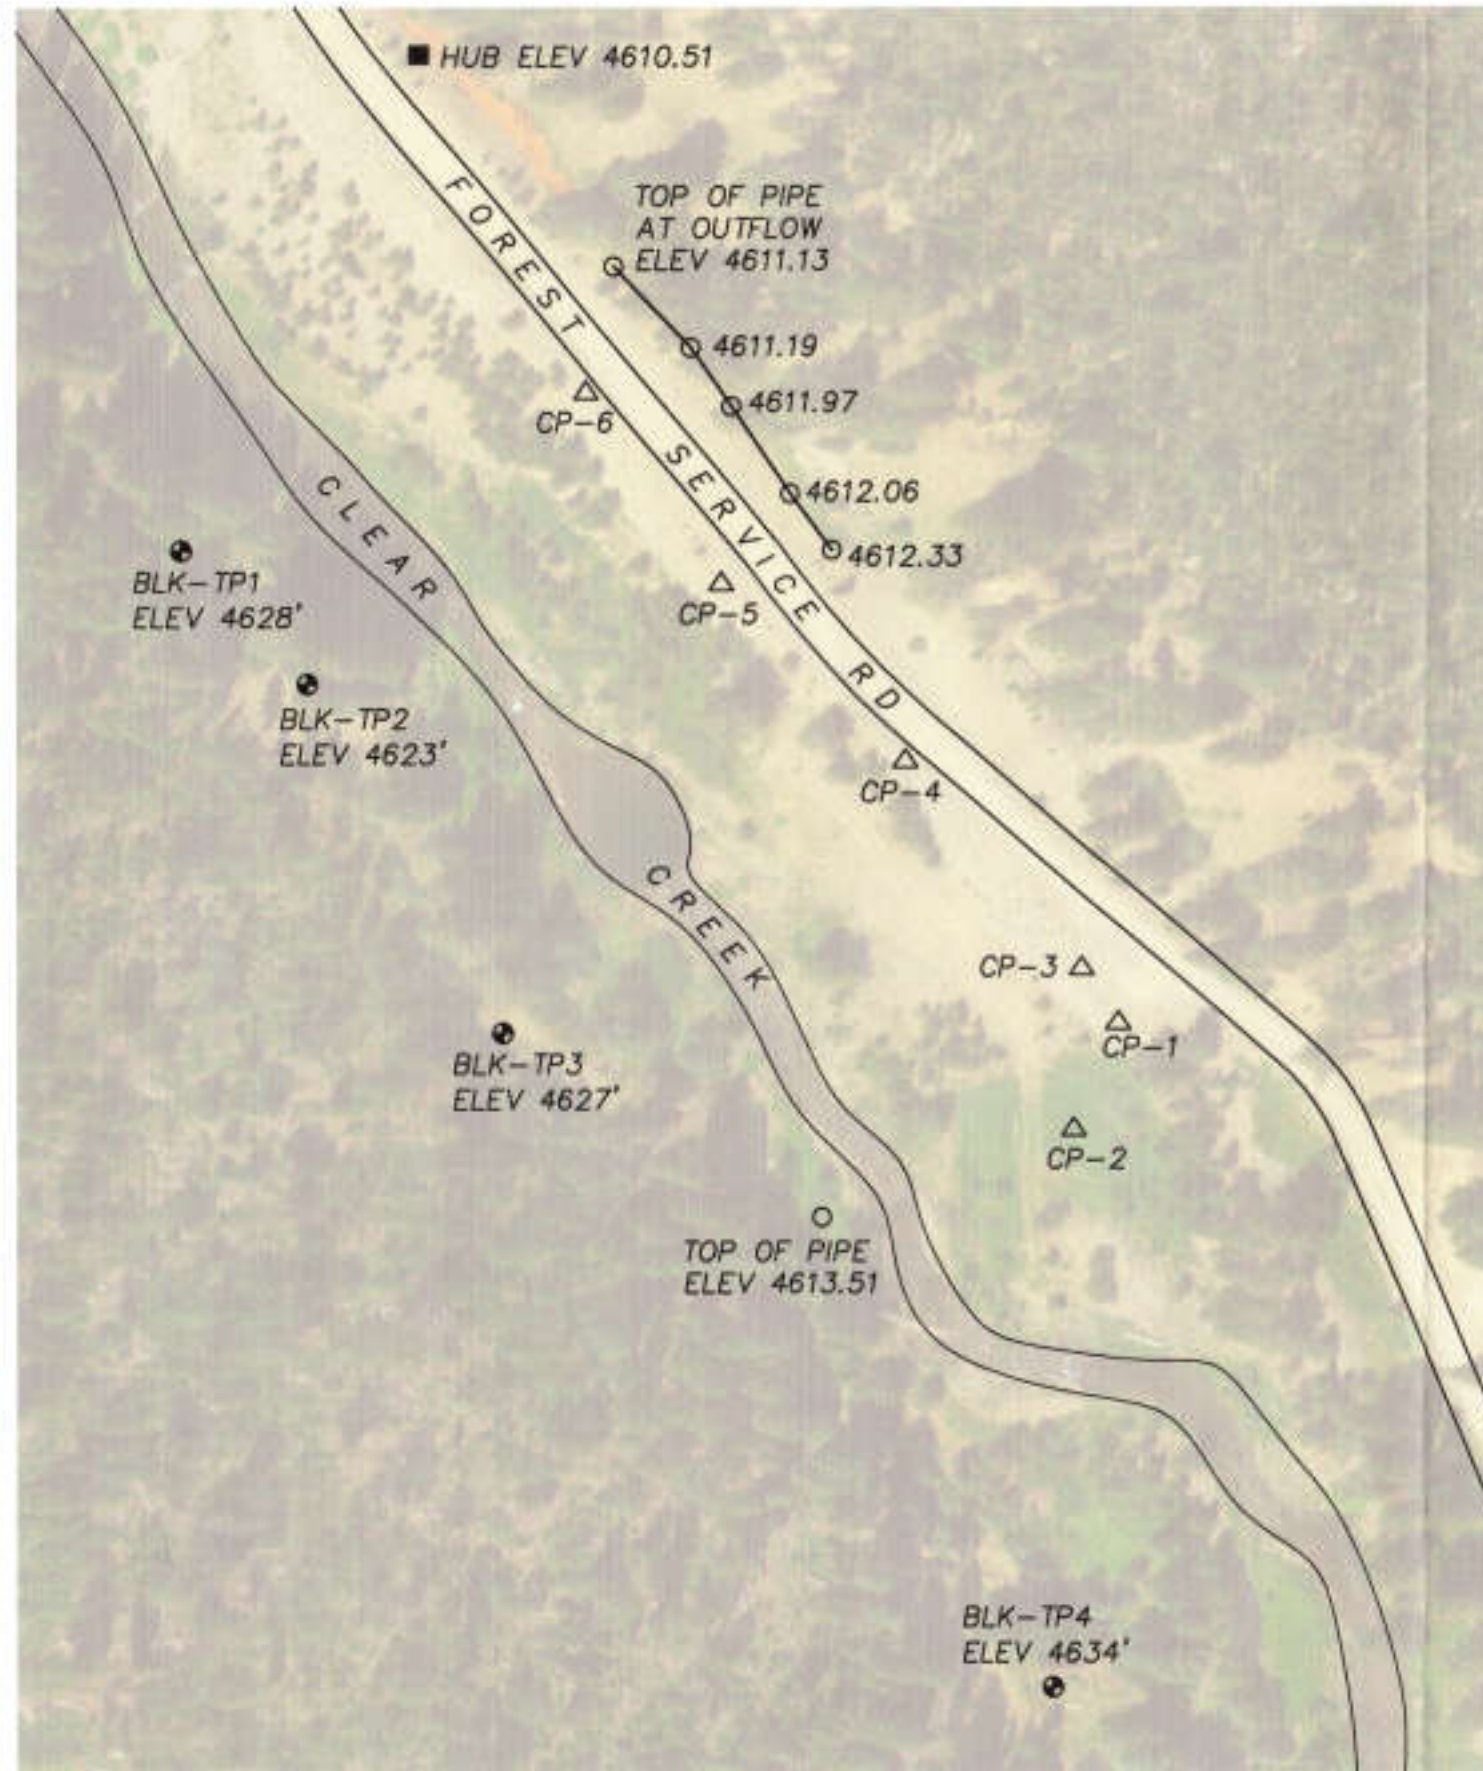 HUB ELEV 4610.51
FOREST SERVICE RD
TOP OF PIPE
AT OUTFLOW
ELEV 4611.13
4611.19
4611.97
4612.06
4612.33
CP-6
CP-5
CLEAR CREEK
BLK-TP1
ELEV 4628'
BLK-TP2
ELEV 4623'
CP-4
CP-3
CP-1
BLK-TP3
ELEV 4627'
CP-2
TOP OF PIPE
ELEV 4613.51
BLK-TP4
ELEV 4634'